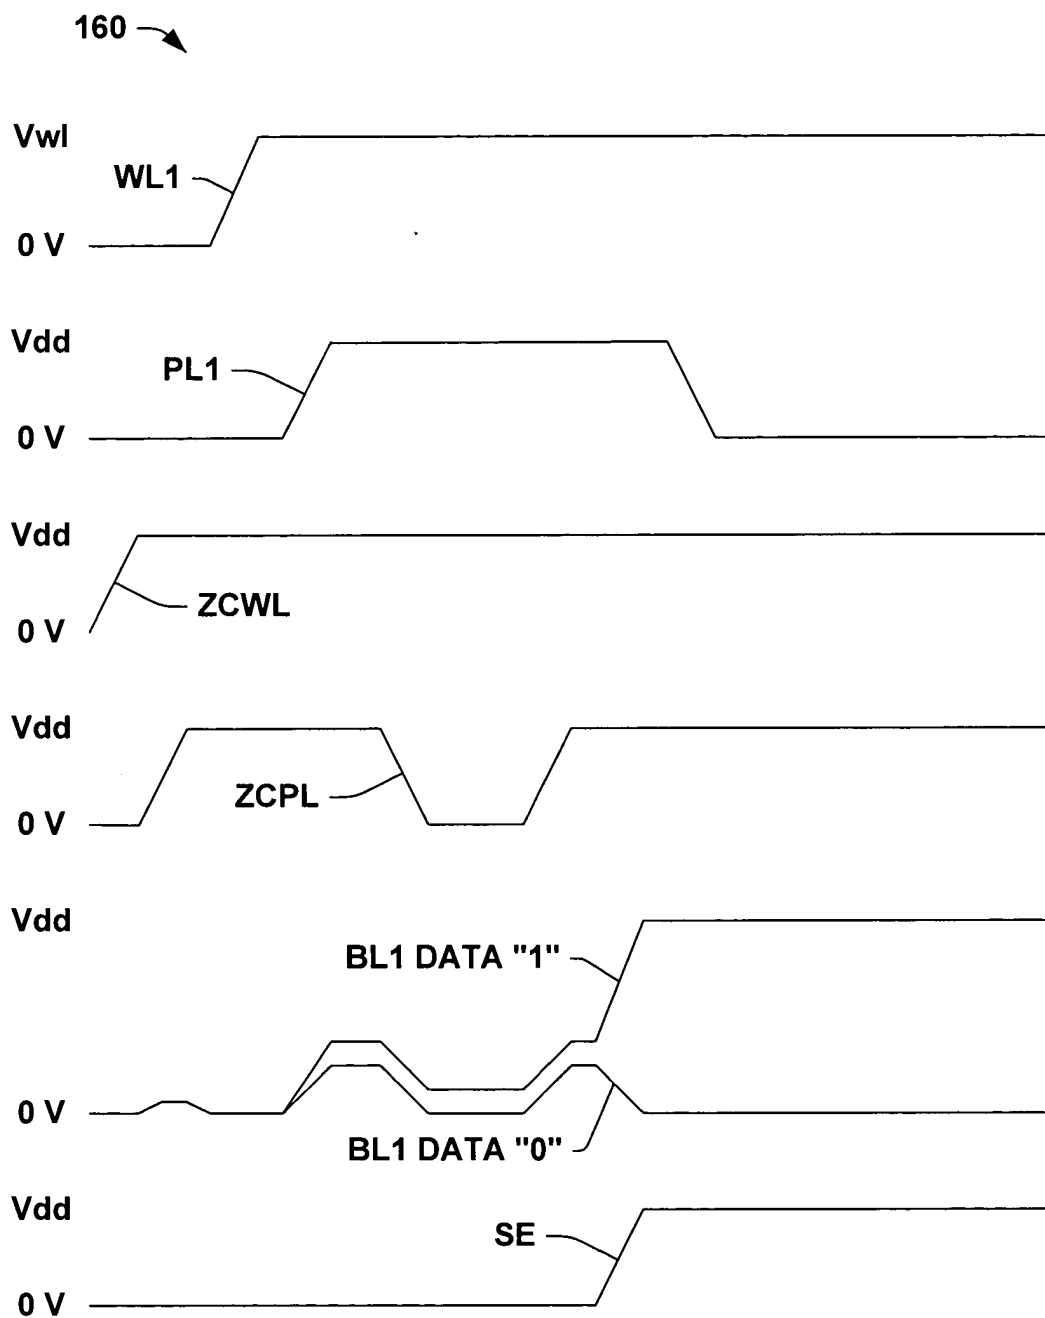 160
Vwl
WL1
0 V
Vdd
PL1
0 V
Vdd
ZCWL
0 V
Vdd
ZCPL
0 V
Vdd
BL1 DATA "1"
0 V
BL1 DATA "0"
Vdd
SE
0 V